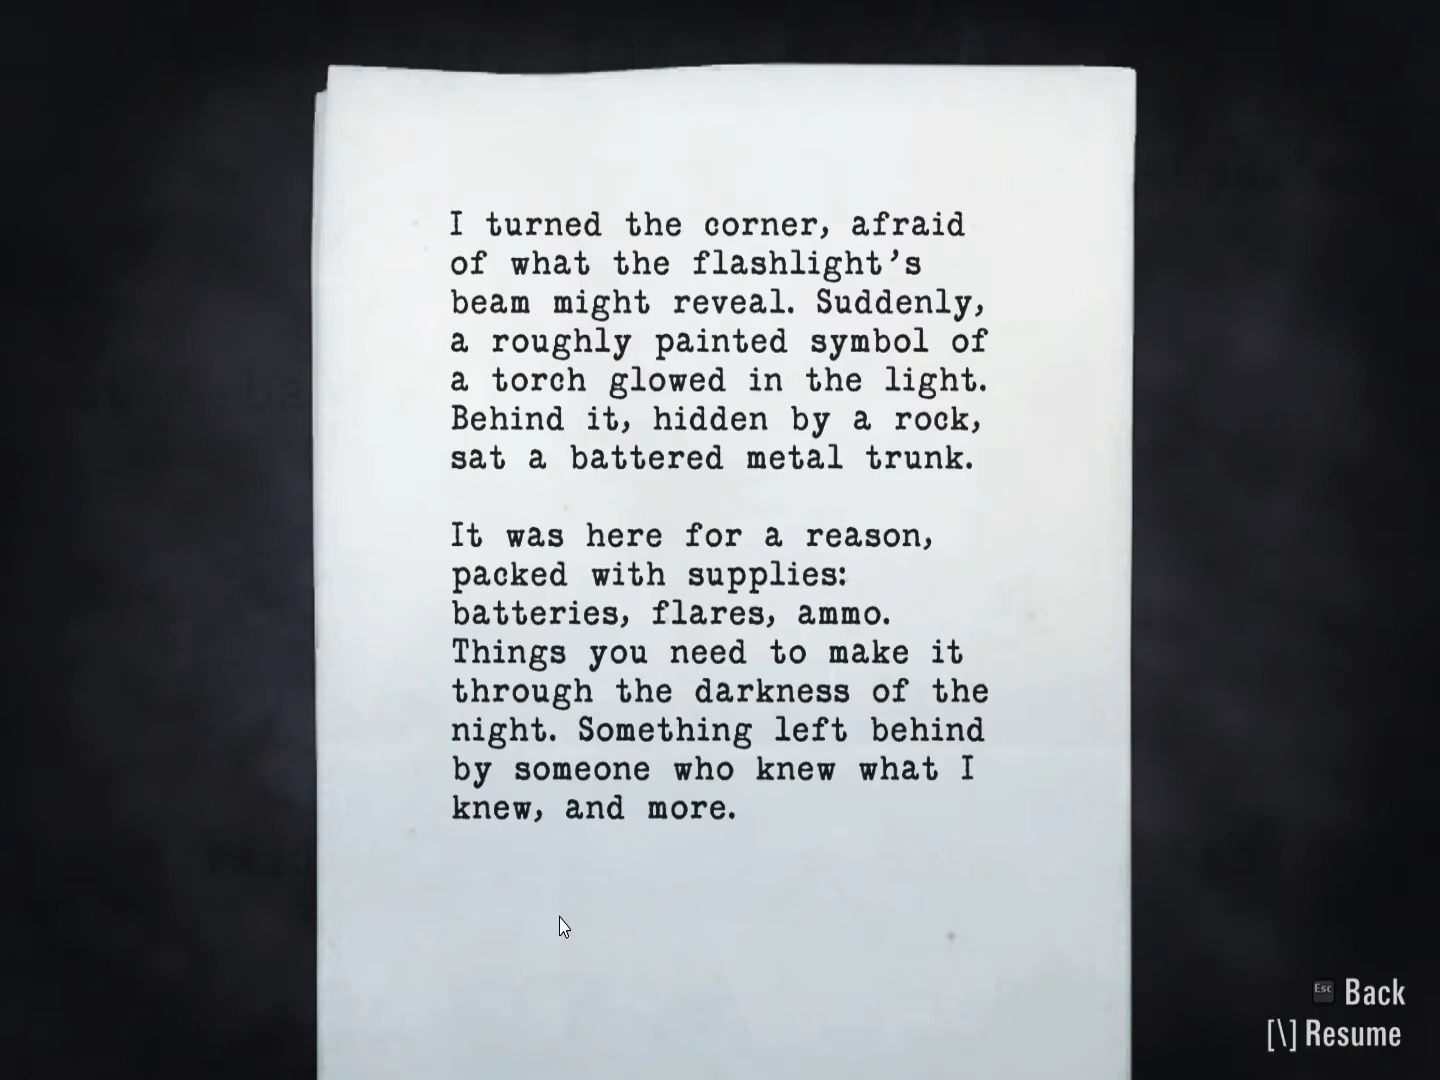 I turned the corner, afraid
of what the flashlight's
beam might reveal. Suddenly,
a roughly painted symbol of
a torch glowed in the light.
Behind it, hidden by a rock,
sat a battered metal trunk.
It was here for a reason,
packed with supplies:
batteries, flares, ammo.
Things you need to make it
through the darkness of the
night. Something left behind
by someone who knew what I
knew, and more.
Esc Back
[\] Resume